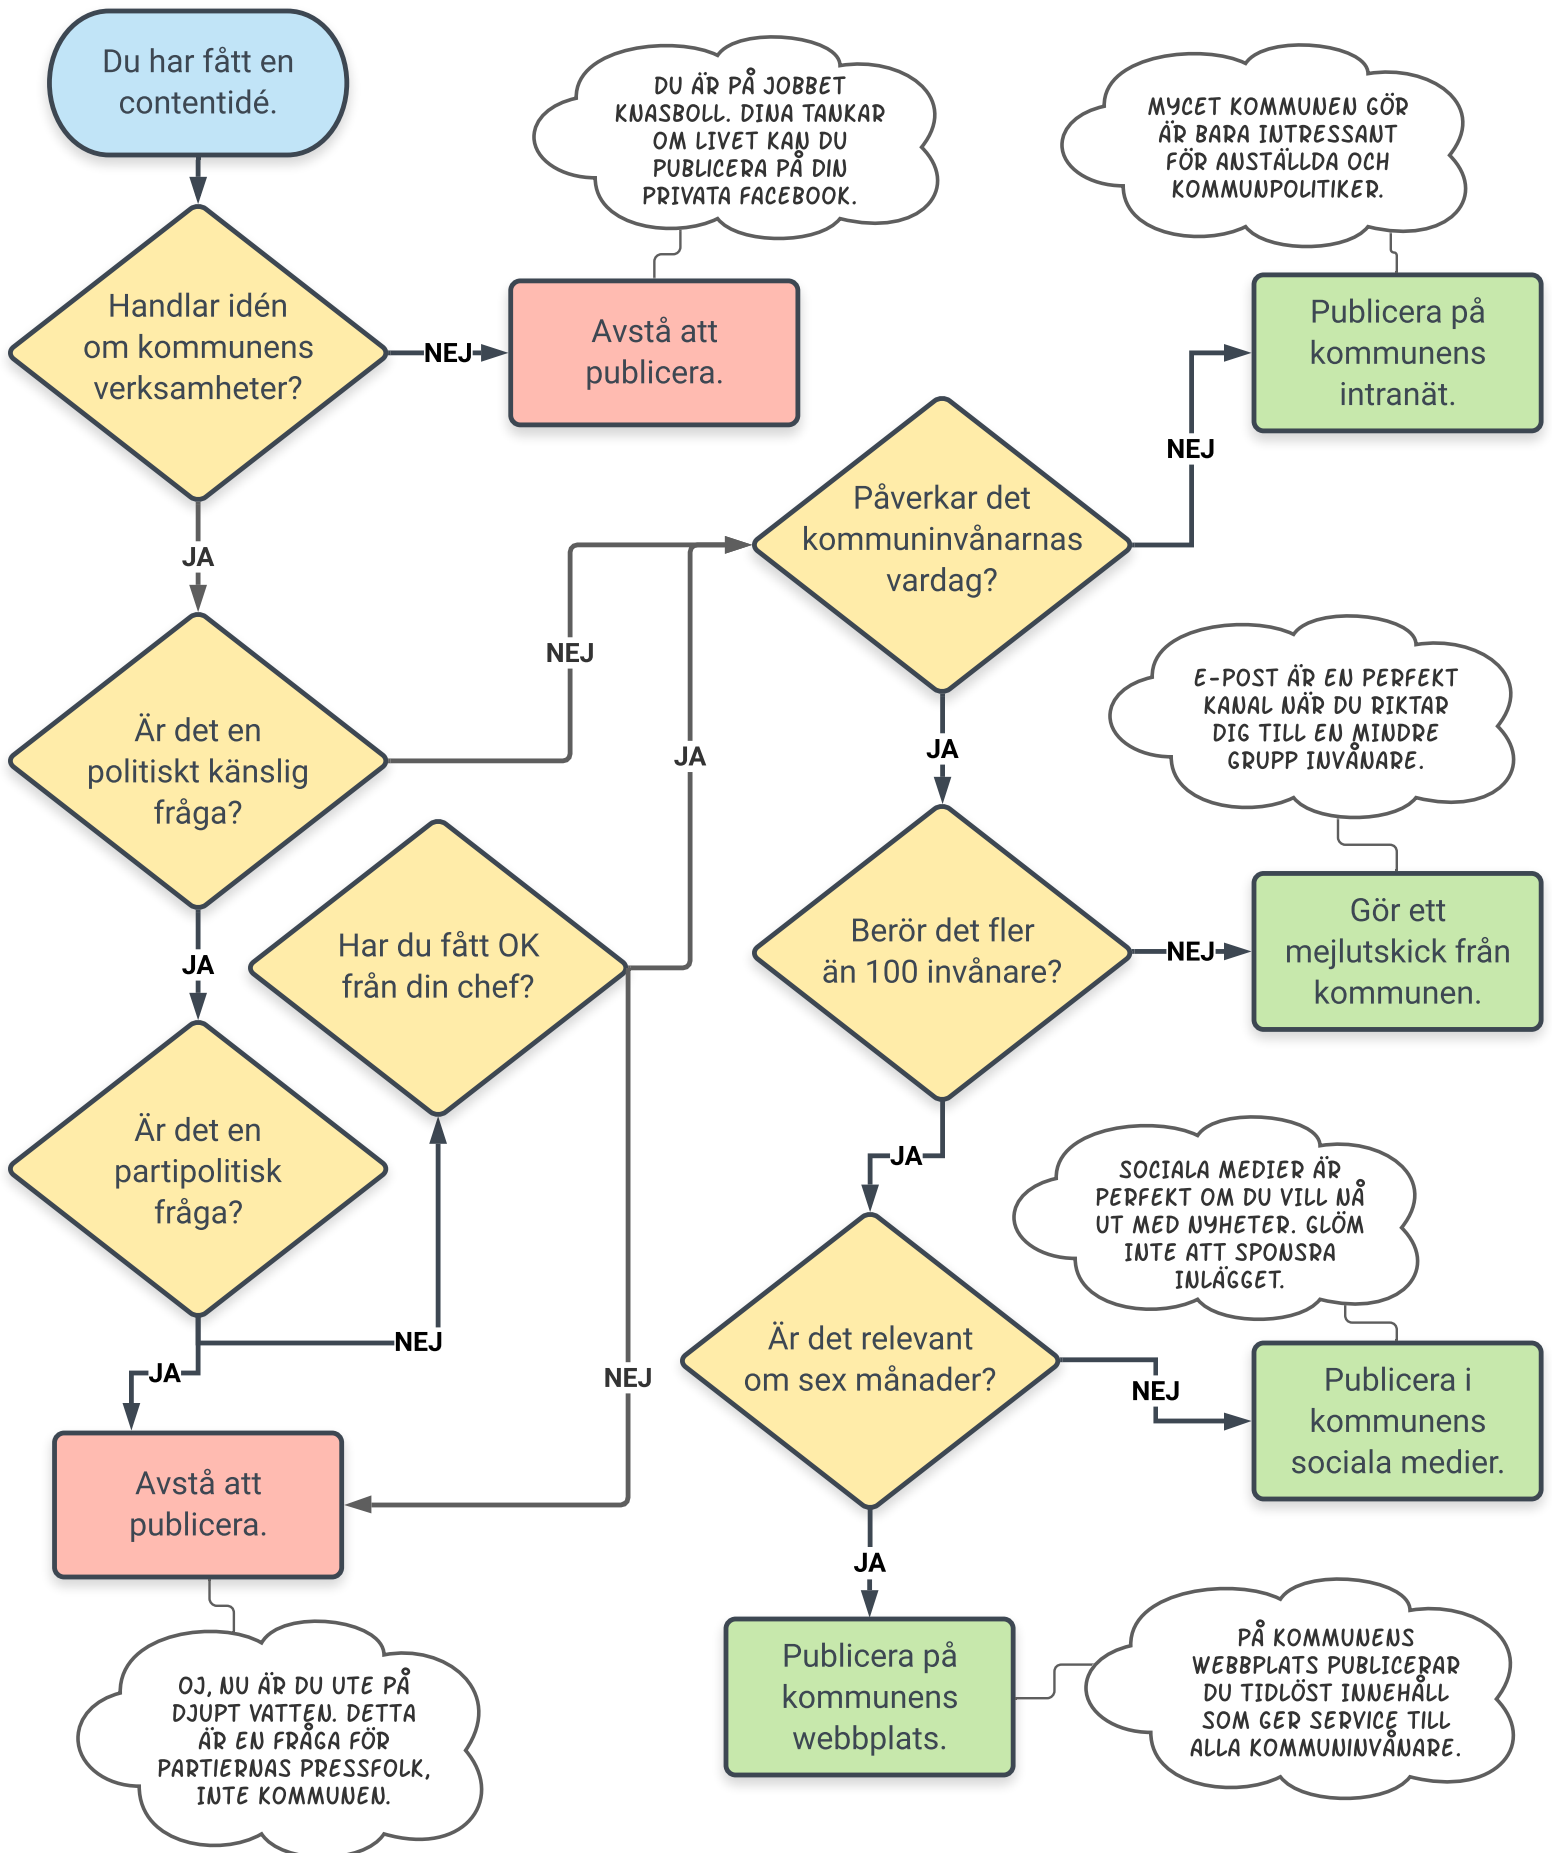 Du har fått en
contentidé.
DU ÄR PÅ JOBBET
KNASBOLL. DINA TANKAR
OM LIVET KAN DU
PUBLICERA PÅ DIN
PRIVATA FACEBOOK.
MYCET KOMMUNEN GÖR
ÄR BARA INTRESSANT
FÖR ANSTÄLLDA OCH
KOMMUNPOLITIKER.
Handlar idén
om kommunens
verksamheter?
NEJ
Avstå att
publicera.
Publicera på
kommunens
intranät.
NEJ
JA
Påverkar det
kommuninvånarnas
vardag?
NEJ
Är det en
politiskt känslig
fråga?
JA
JA
E-POST ÄR EN PERFEKT
KANAL NÄR DU RIKTAR
DIG TILL EN MINDRE
GRUPP INVÅNARE.
JA
Har du fått OK
från din chef?
Berör det fler
än 100 invånare?
NEJ
Gör ett
mejlutskick från
kommunen.
Är det en
partipolitisk
fråga?
JA
SOCIALA MEDIER ÄR
PERFEKT OM DU VILL NÅ
UT MED NYHETER. GLÖM
INTE ATT SPONSRA
INLÄGGET.
NEJ
JA
NEJ
Är det relevant
om sex månader?
NEJ
Publicera i
kommunens
sociala medier.
Avstå att
publicera.
JA
Publicera på
kommunens
webbplats.
PÅ KOMMUNENS
WEBBPLATS PUBLICERAR
DU TIDLÖST INNEHÅLL
SOM GER SERVICE TILL
ALLA KOMMUNINVÅNARE.
OJ, NU ÄR DU UTE PÅ
DJUPT VATTEN. DETTA
ÄR EN FRÅGA FÖR
PARTIERNAS PRESSFOLK,
INTE KOMMUNEN.